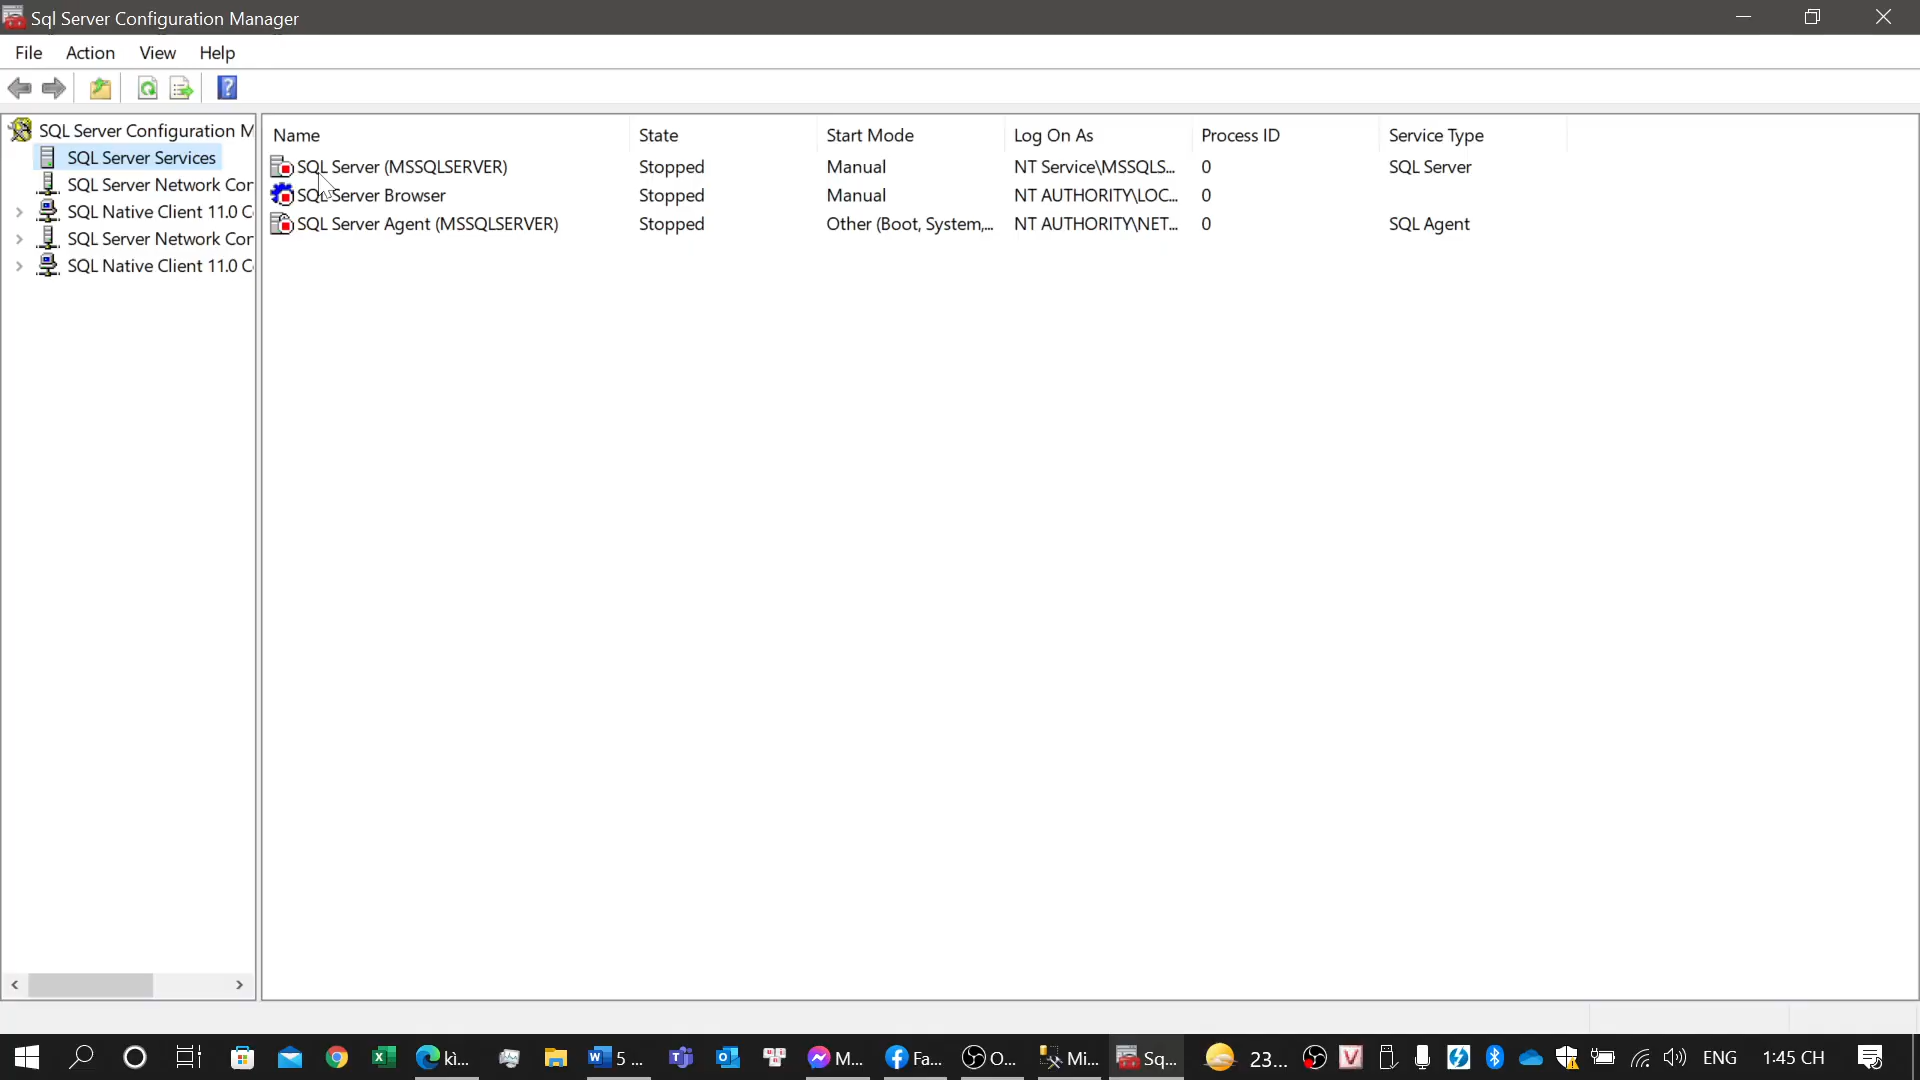 Sql Server Configuration Manager
File Action View Help
SQL Server Configuration M
SQL Server Services
SQL Server Network Cor
SQL Native Client 11.0 C
SQL Server Network Cor
SQL Native Client 11.0 C
Name State Start Mode Log On As Process ID Service Type
SQL Server (MSSQLSERVER) Stopped Manual NT Service\MSSQLS... 0 SQL Server
SQL Server Browser Stopped Manual NT AUTHORITY\LOC... 0
SQL Server Agent (MSSQLSERVER) Stopped Other (Boot, System,... NT AUTHORITY\NET... 0 SQL Agent
kì... 5 ... M... Fa... O... Mi... Sq... 23... ENG 1:45 CH